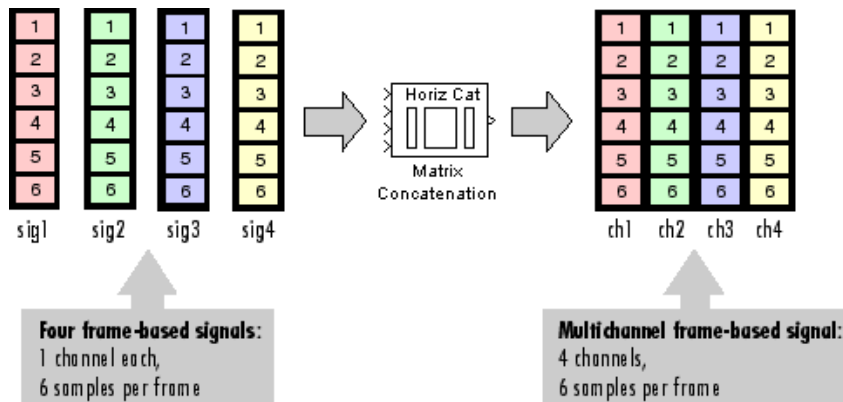 1 1 1 1 1 1 1 1
2 2 2 2 2 2 2 2
3 3 3 3 Horiz Cat 3 3 3 3
4 4 4 4 4 4 4 4
5 5 5 5 Matrix 5 5 5 5
6 6 6 6 Concatenation 6 6 6 6
sig1 sig2 sig3 sig4 ch1 ch2 ch3 ch4
Four frame-based signals:
1 channel each,
6 samples per frame
Multichannel frame-based signal:
4 channels,
6 samples per frame